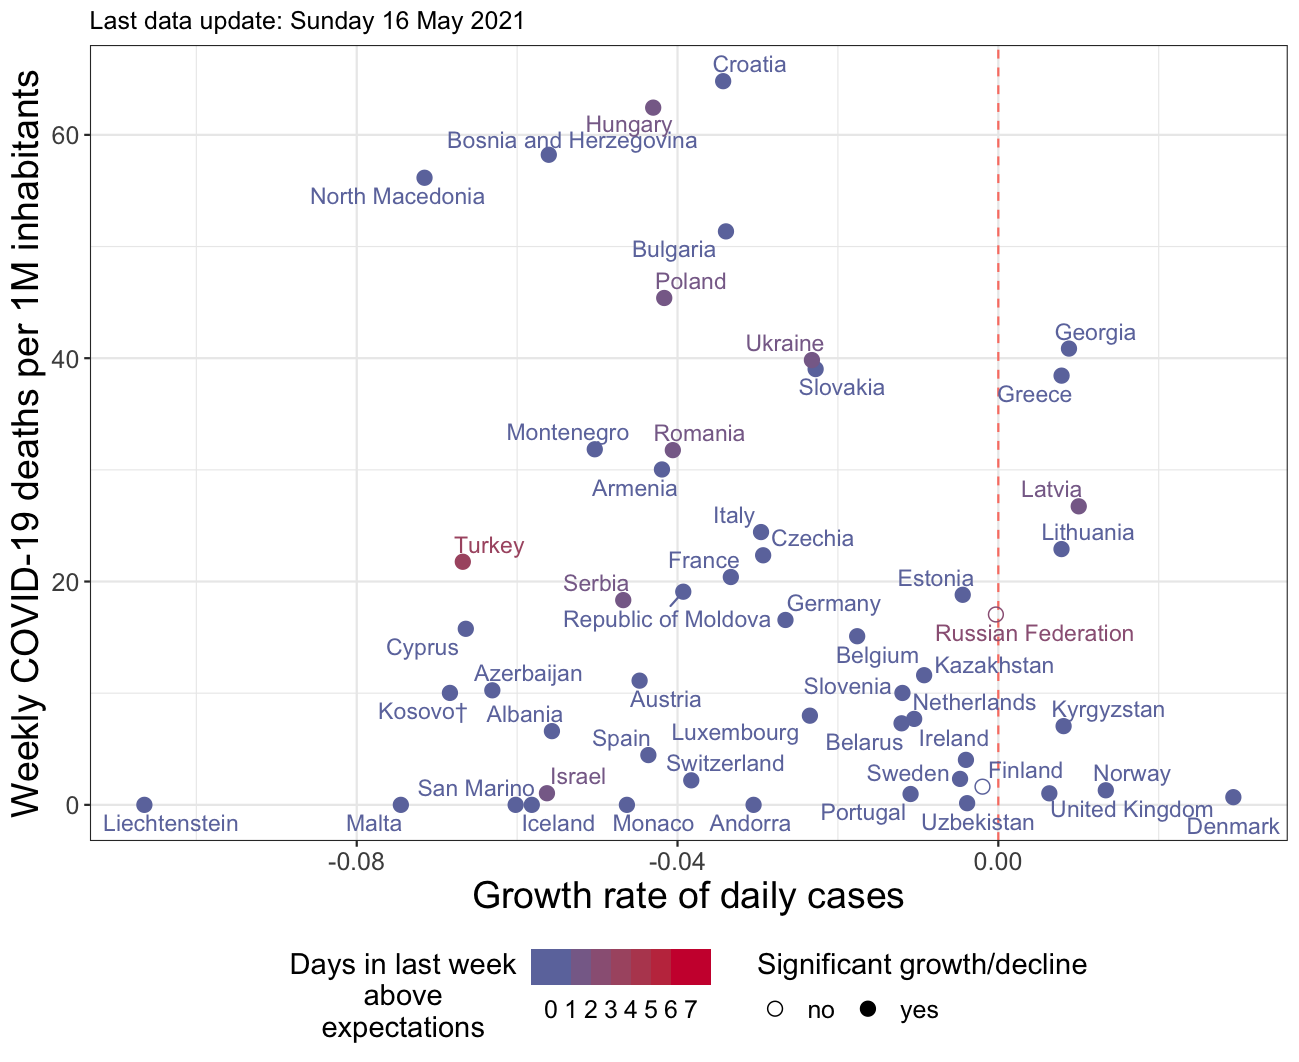 Last data update: Sunday 16 May 2021
Weekly COVID-19 deaths per 1M inhabitants
60
40
20
0
Croatia
Hungary
Bosnia and Herzegovina
North Macedonia
Bulgaria
Poland
Georgia
Ukraine
Slovakia
Greece
Montenegro
Romania
Armenia
Latvia
Italy
Lithuania
Czechia
Turkey
France
Estonia
Serbia
Germany
Republic of Moldova
Russian Federation
Cyprus
Belgium
Kazakhstan
Azerbaijan
Slovenia
Austria
Netherlands
Kosovo†
Albania
Kyrgyzstan
Luxembourg
Spain
Belarus
Ireland
Switzerland
Finland
Sweden
Norway
Israel
San Marino
United Kingdom
Portugal
Liechtenstein
Malta
Iceland
Monaco
Andorra
Uzbekistan
Denmark
-0.08
-0.04
0.00
Growth rate of daily cases
Days in last week
above
expectations
0 1 2 3 4 5 6 7
Significant growth/decline
no
yes